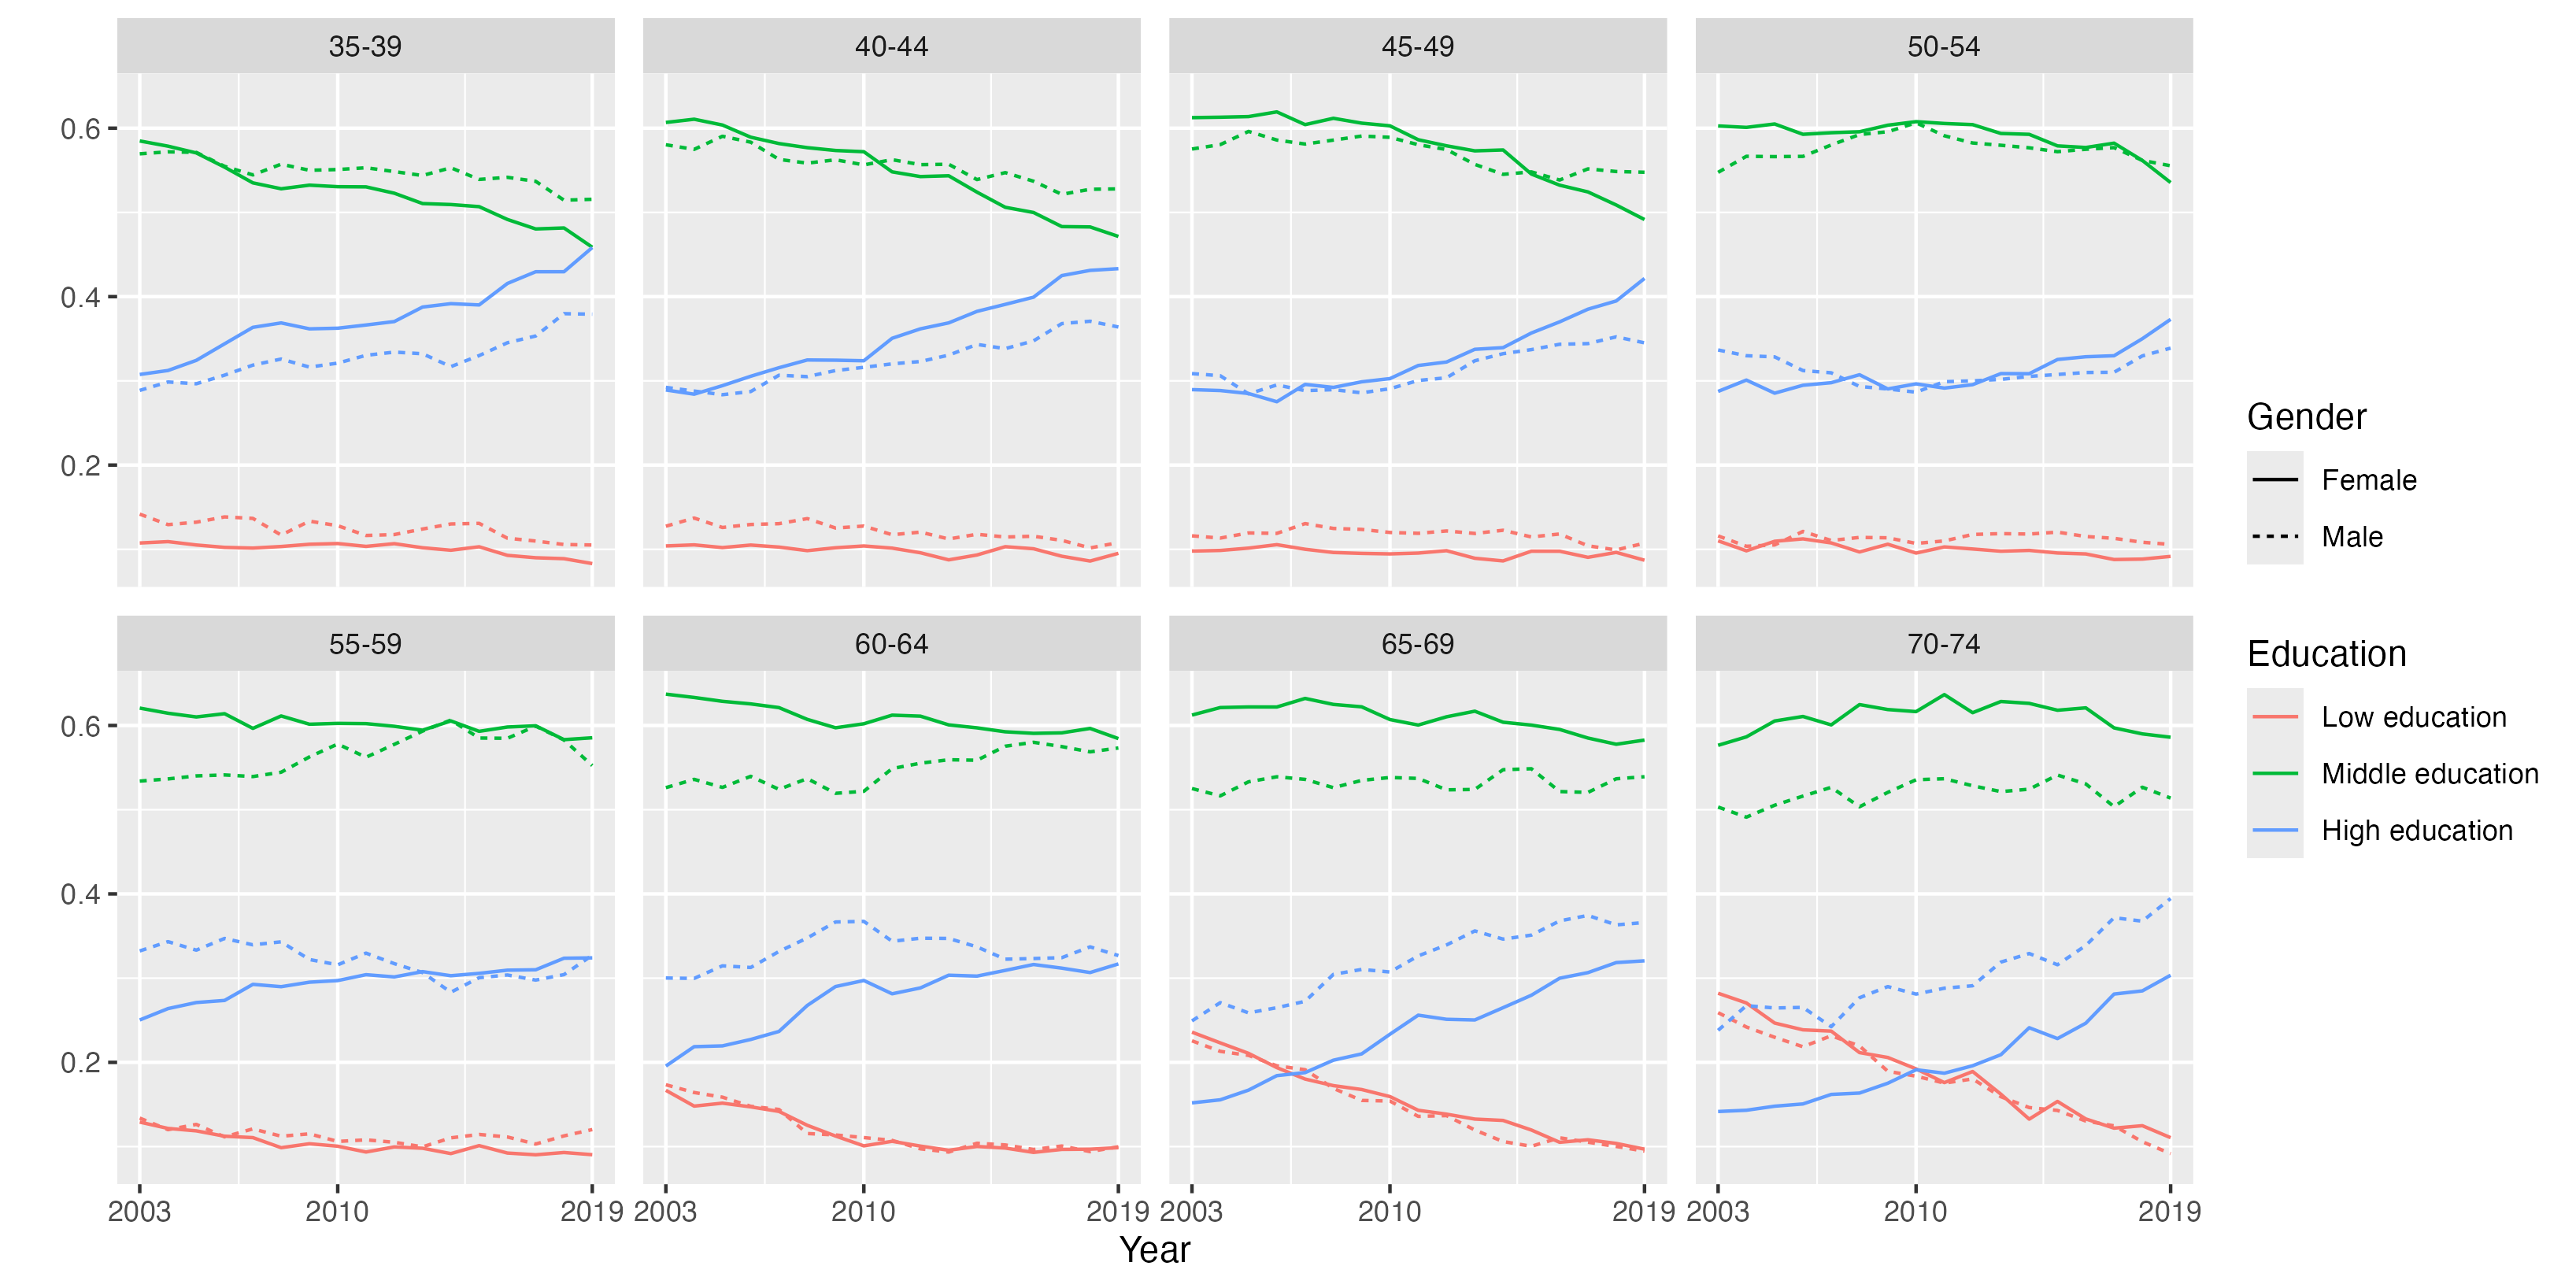 35-39 40-44 45-49 50-54
0.6
0.4
0.2
55-59 60-64 65-69 70-74
0.6
0.4
0.2
2003 2010 2019 2003 2010 2019 2003 2010 2019 2003 2010 2019
Year
Gender
Female
Male
Education
Low education
Middle education
High education